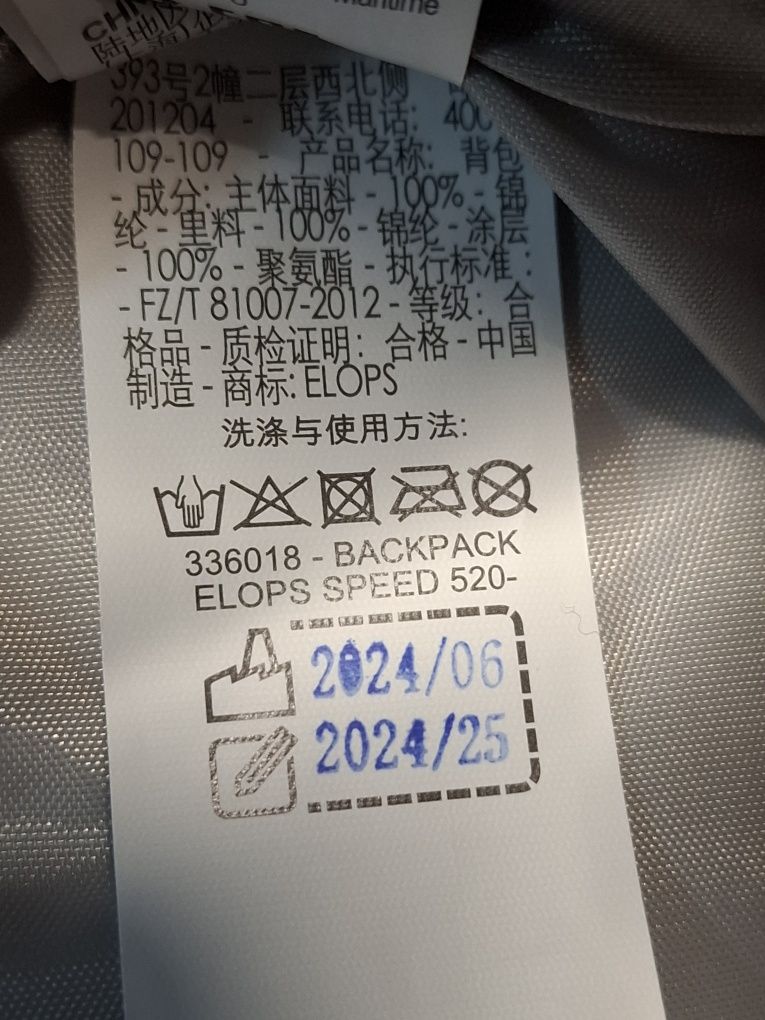 Maritime
CHN
陆地
393号2幢二层西北侧
201204 - 联系电话: 400
109-109 - 产品名称: 背包
- 成分: 主体面料 - 100% - 锦
纶 - 里料 - 100% - 锦纶 - 涂层
- 100% - 聚氨酯 - 执行标准 :
- FZ/T 81007-2012 - 等级: 合
格品 - 质检证明: 合格 - 中国
制造 - 商标: ELOPS
洗涤与使用方法:
336018 - BACKPACK
ELOPS SPEED 520-
2024/06
2024/25